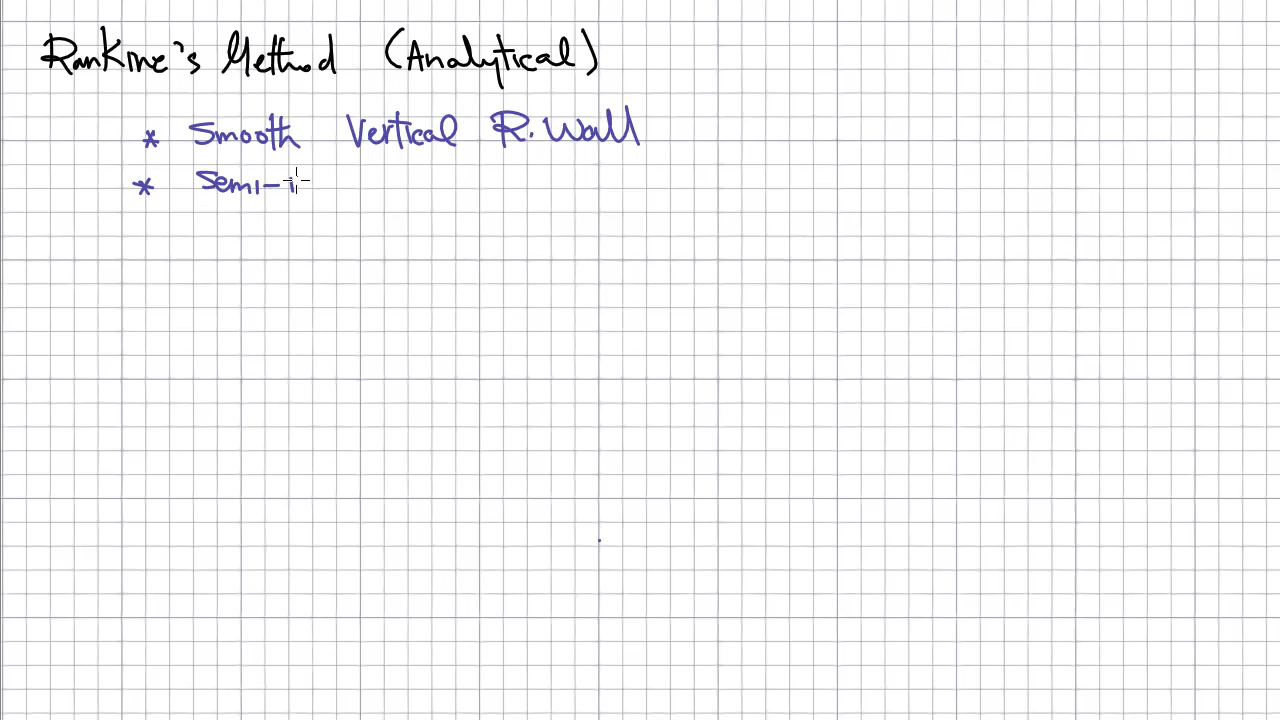 Rankine's Method (Analytical)
* Smooth Vertical R. Wall
* Semi-i